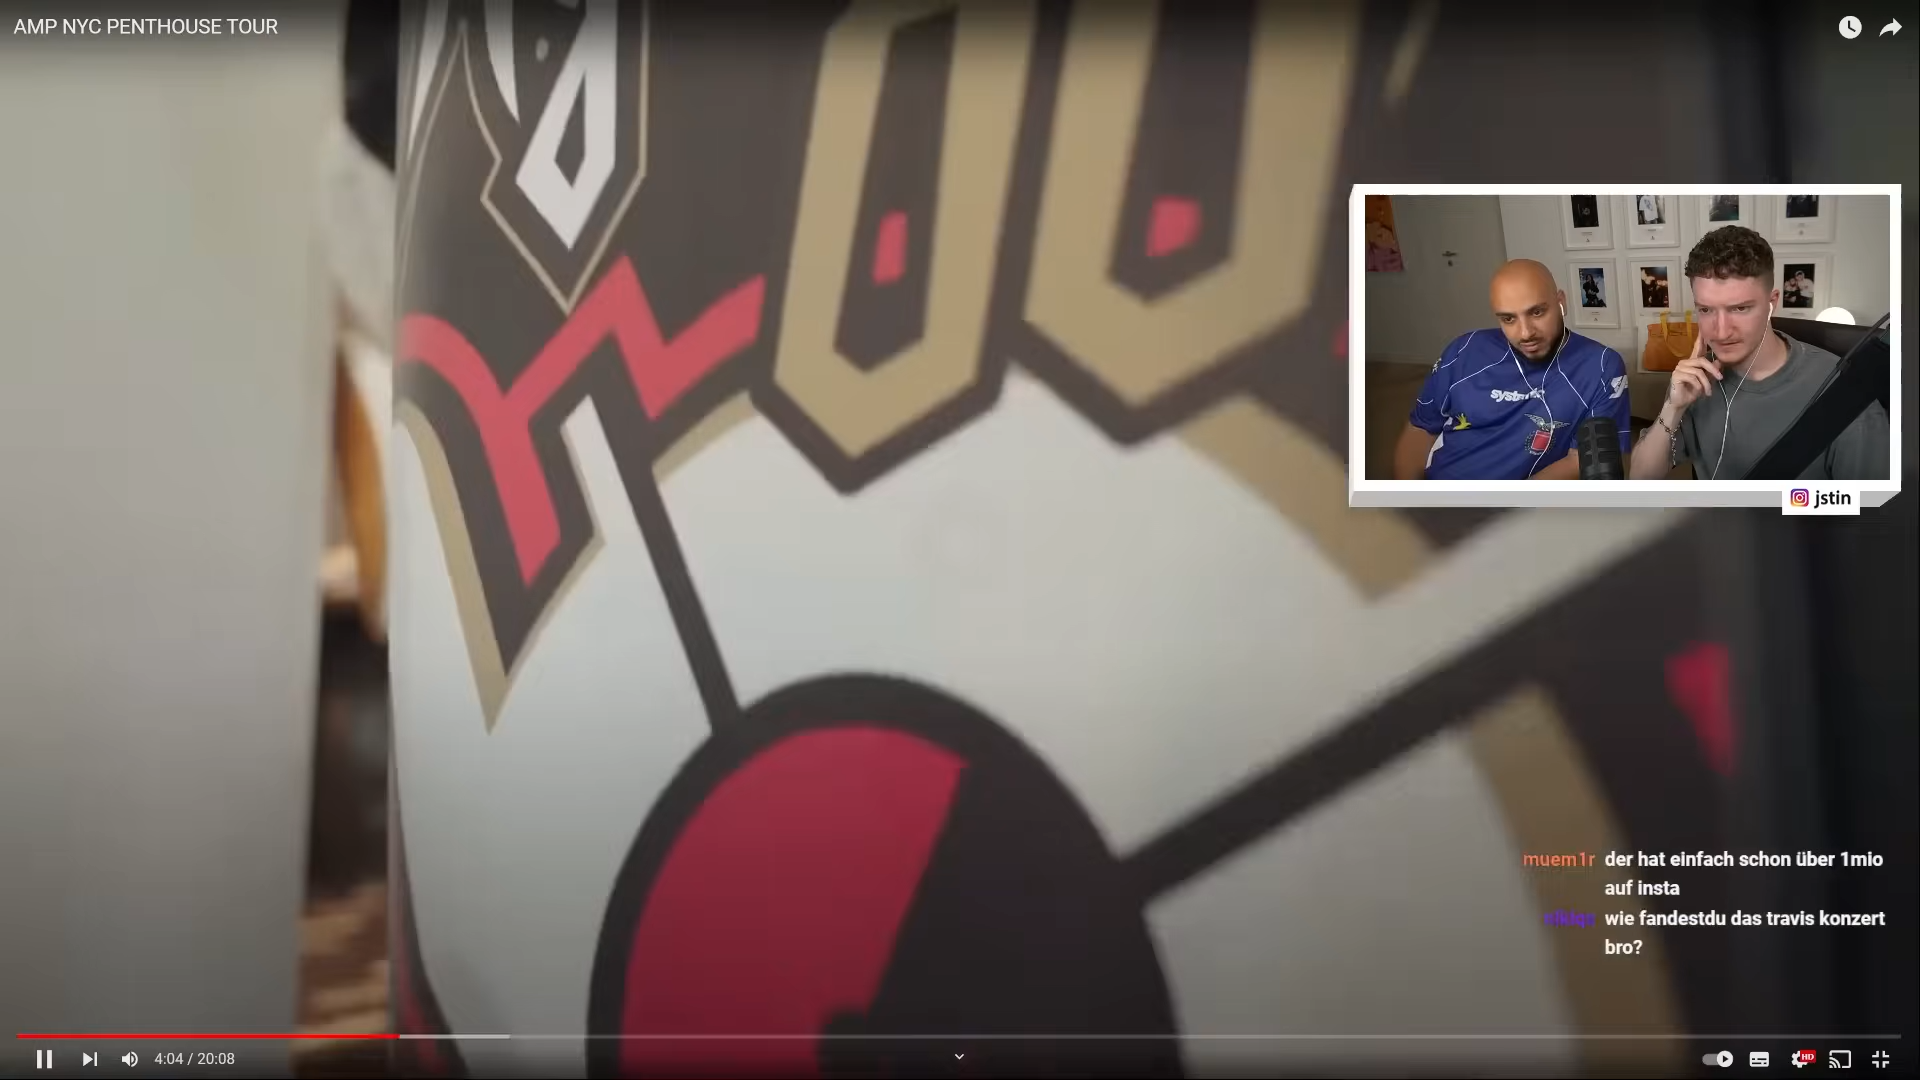 AMP NYC PENTHOUSE TOUR
jstin
muem1r der hat einfach schon über 1mio
auf insta
wie fandestdu das travis konzert
bro?
4:04 / 20:08
HD